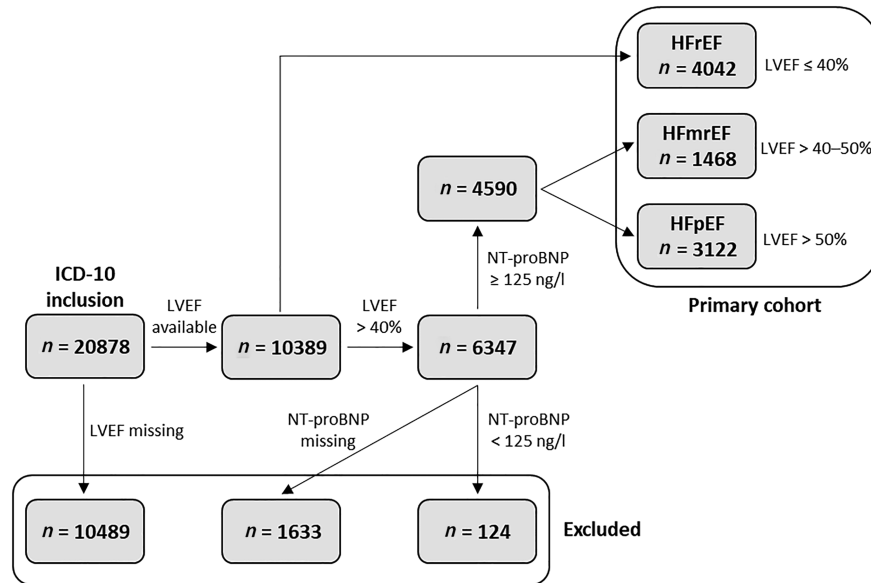 HFrEF
n = 4042
LVEF ≤ 40%
HFmrEF
n = 1468
LVEF > 40–50%
n = 4590
HFpEF
n = 3122
LVEF > 50%
Primary cohort
NT-proBNP
≥ 125 ng/l
ICD-10
inclusion
LVEF
available
LVEF
> 40%
n = 20878
n = 10389
n = 6347
LVEF missing
NT-proBNP
missing
NT-proBNP
< 125 ng/l
n = 10489
n = 1633
n = 124
Excluded